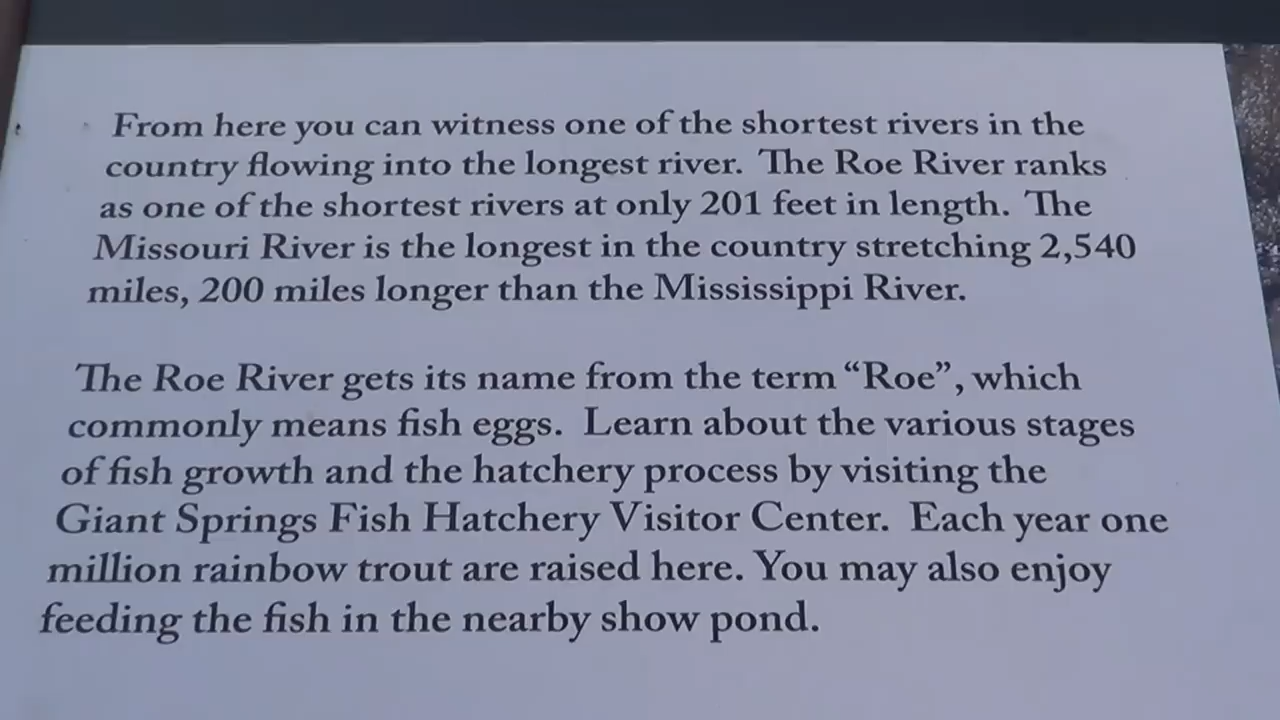 From here you can witness one of the shortest rivers in the
country flowing into the longest river. The Roe River ranks
as one of the shortest rivers at only 201 feet in length. The
Missouri River is the longest in the country stretching 2,540
miles, 200 miles longer than the Mississippi River.
The Roe River gets its name from the term “Roe”, which
commonly means fish eggs. Learn about the various stages
of fish growth and the hatchery process by visiting the
Giant Springs Fish Hatchery Visitor Center. Each year one
million rainbow trout are raised here. You may also enjoy
feeding the fish in the nearby show pond.